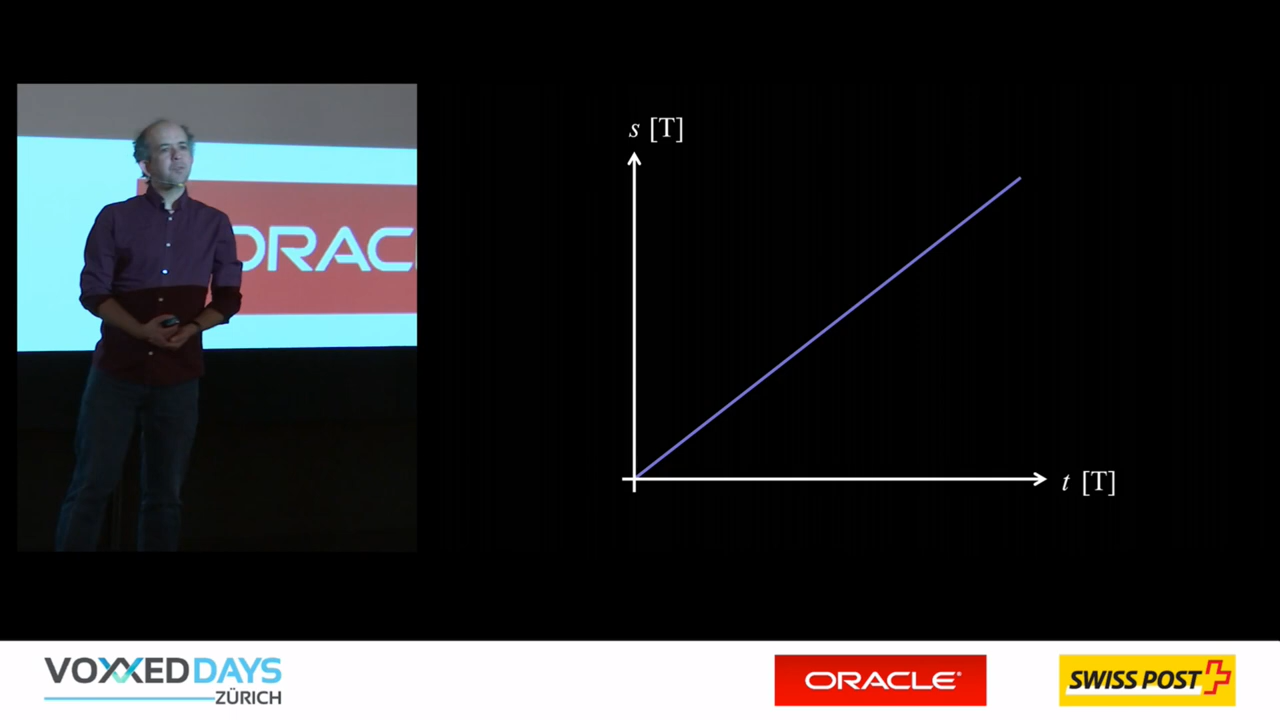 ORAC
s [T]
t [T]
VOXXED DAYS
ZÜRICH
ORACLE®
SWISS POST